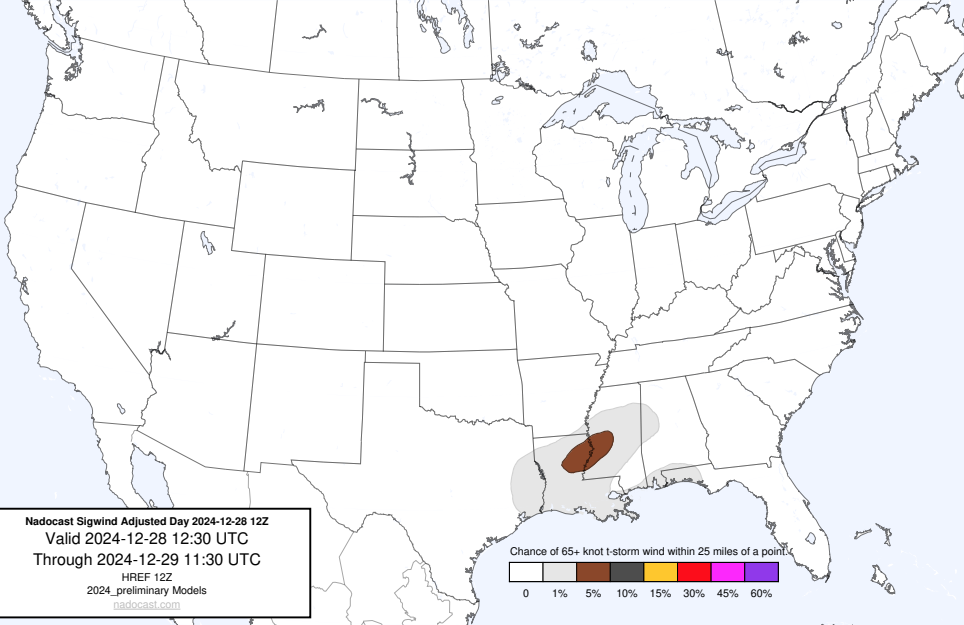 Nadocast Sigwind Adjusted Day 2024-12-28 12Z
Valid 2024-12-28 12:30 UTC
Through 2024-12-29 11:30 UTC
HREF 12Z
2024_preliminary Models
nadocast.com
Chance of 65+ knot t-storm wind within 25 miles of a point.
0 1% 5% 10% 15% 30% 45% 60%